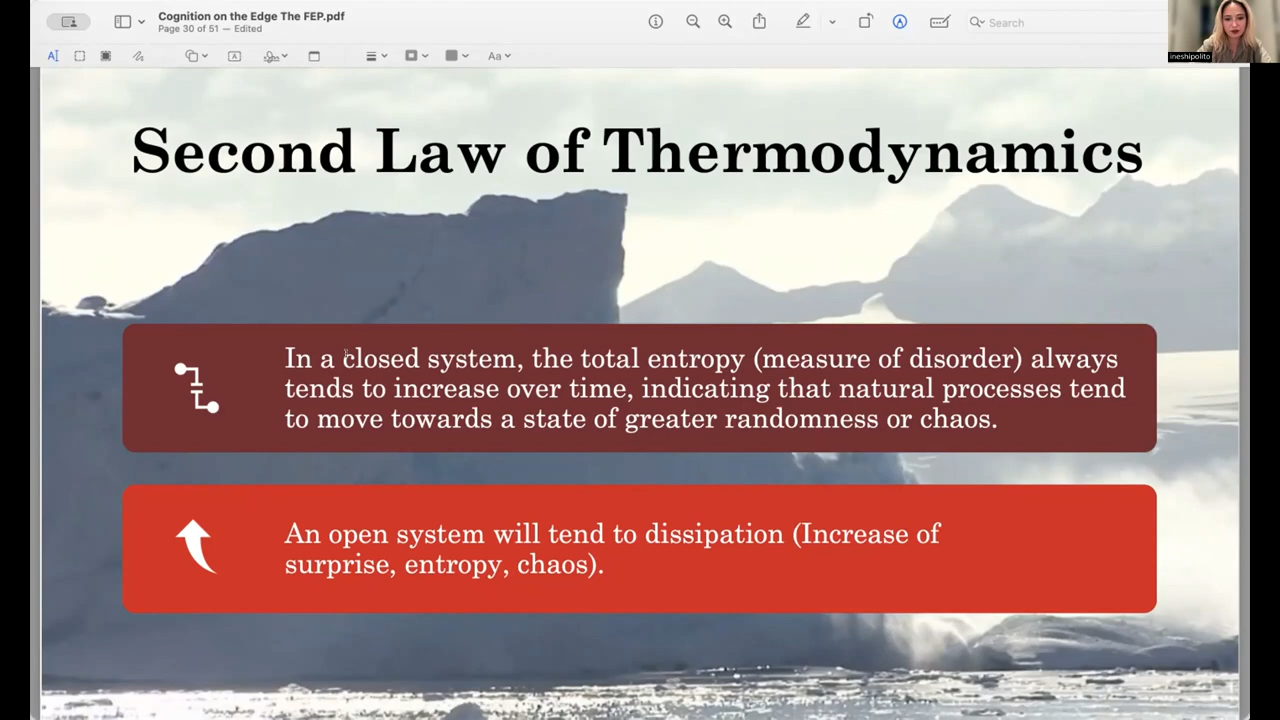 Cognition on the Edge The FEP.pdf
Page 30 of 51 — Edited
Search
Aa
ineshipolito
Second Law of Thermodynamics
In a closed system, the total entropy (measure of disorder) always
tends to increase over time, indicating that natural processes tend
to move towards a state of greater randomness or chaos.
An open system will tend to dissipation (Increase of
surprise, entropy, chaos).